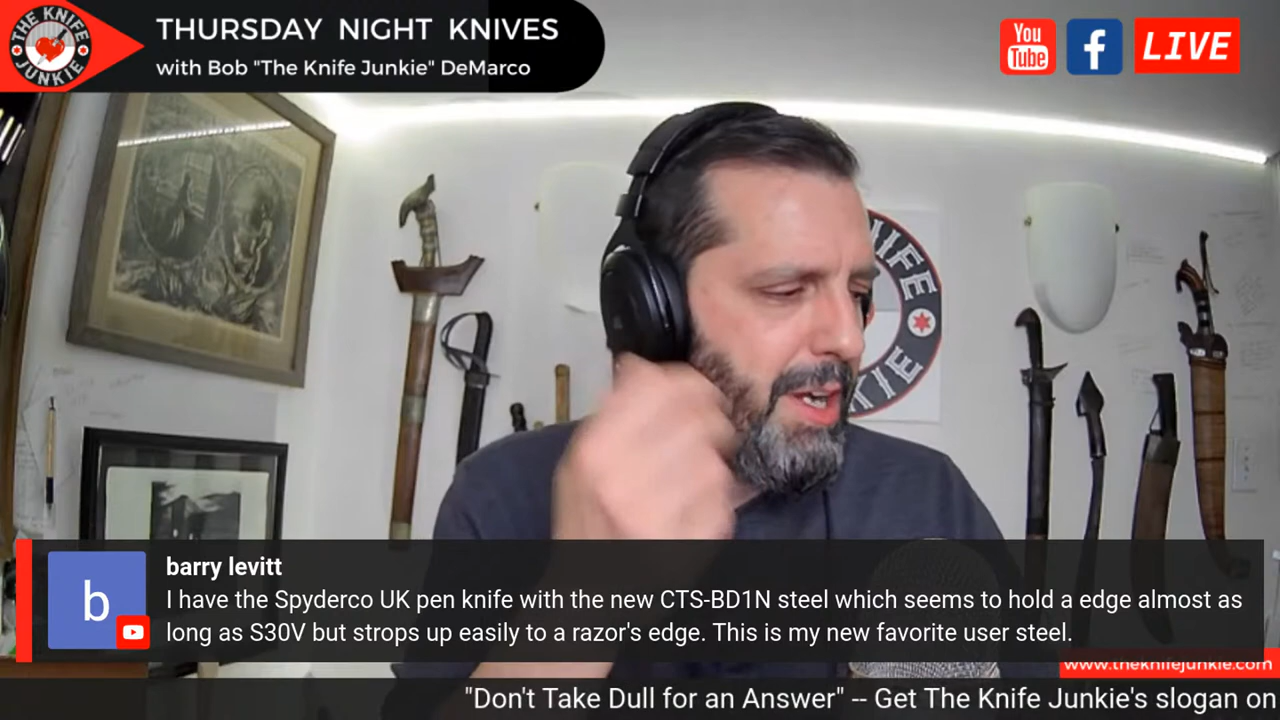 THE KNIFE
JUNKIE
THURSDAY NIGHT KNIVES
with Bob "The Knife Junkie" DeMarco
You
Tube
f
LIVE
barry levitt
b
I have the Spyderco UK pen knife with the new CTS-BD1N steel which seems to hold a edge almost as
long as S30V but strops up easily to a razor's edge. This is my new favorite user steel.
www.theknifejunkie.com
"Don't Take Dull for an Answer" -- Get The Knife Junkie's slogan on